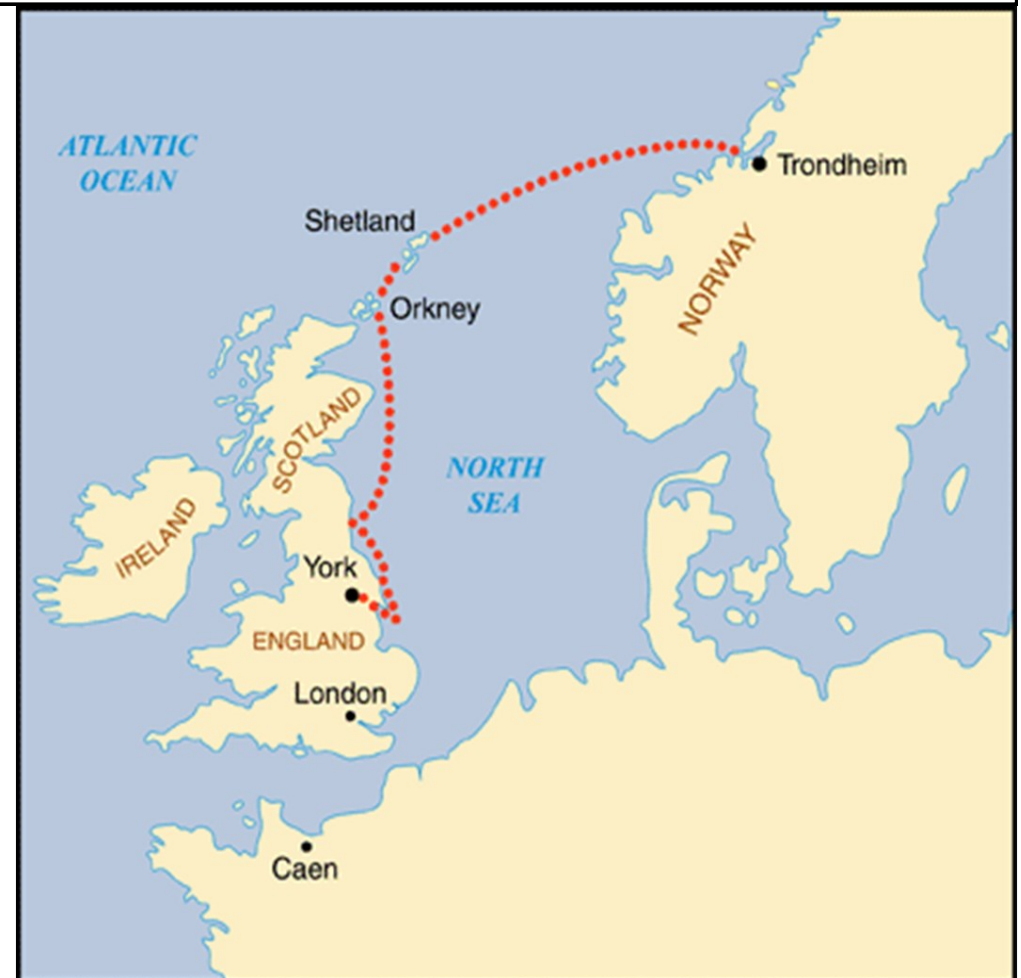 ATLANTIC
OCEAN
Trondheim
Shetland
NORWAY
Orkney
SCOTLAND
NORTH
SEA
IRELAND
York
ENGLAND
London
Caen